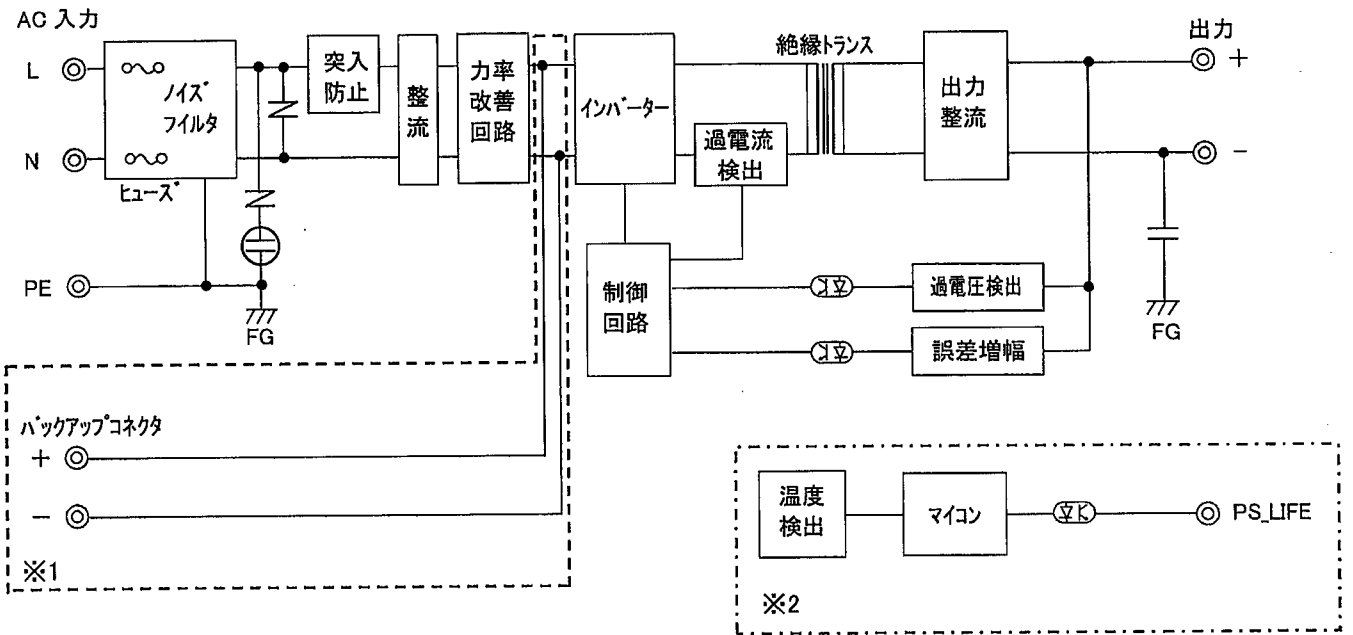 AC 入力
L
N
PE
ノイズ
フィルタ
ヒューズ
FG
突入
防止
整
流
力率
改善
回路
インバーター
過電流
検出
絶縁トランス
出力
整流
出力
+
-
FG
制御
回路
過電圧検出
誤差増幅
バックアップコネクタ
+
-
※1
温度
検出
マイコン
PS_LIFE
※2